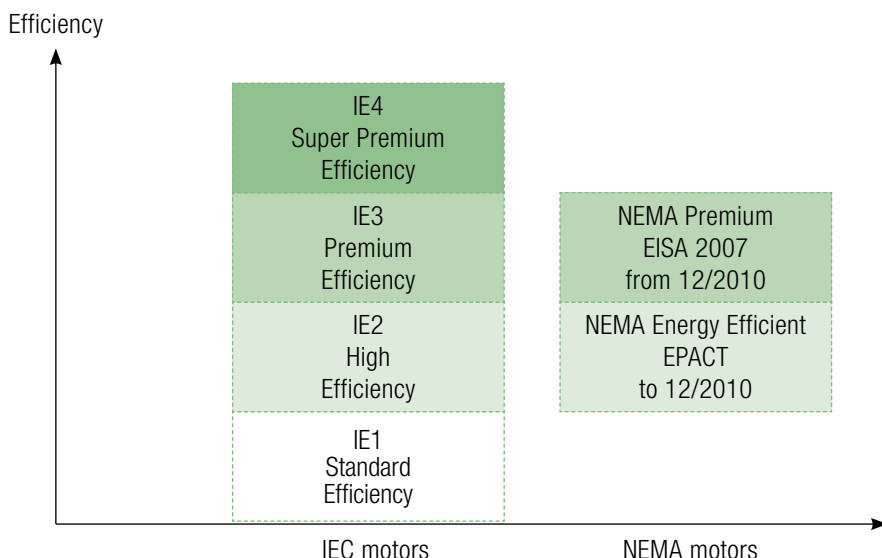 Efficiency
IE4
Super Premium
Efficiency
IE3
Premium
Efficiency
NEMA Premium
EISA 2007
from 12/2010
IE2
High
Efficiency
NEMA Energy Efficient
EPACT
to 12/2010
IE1
Standard
Efficiency
IEC motors
NEMA motors